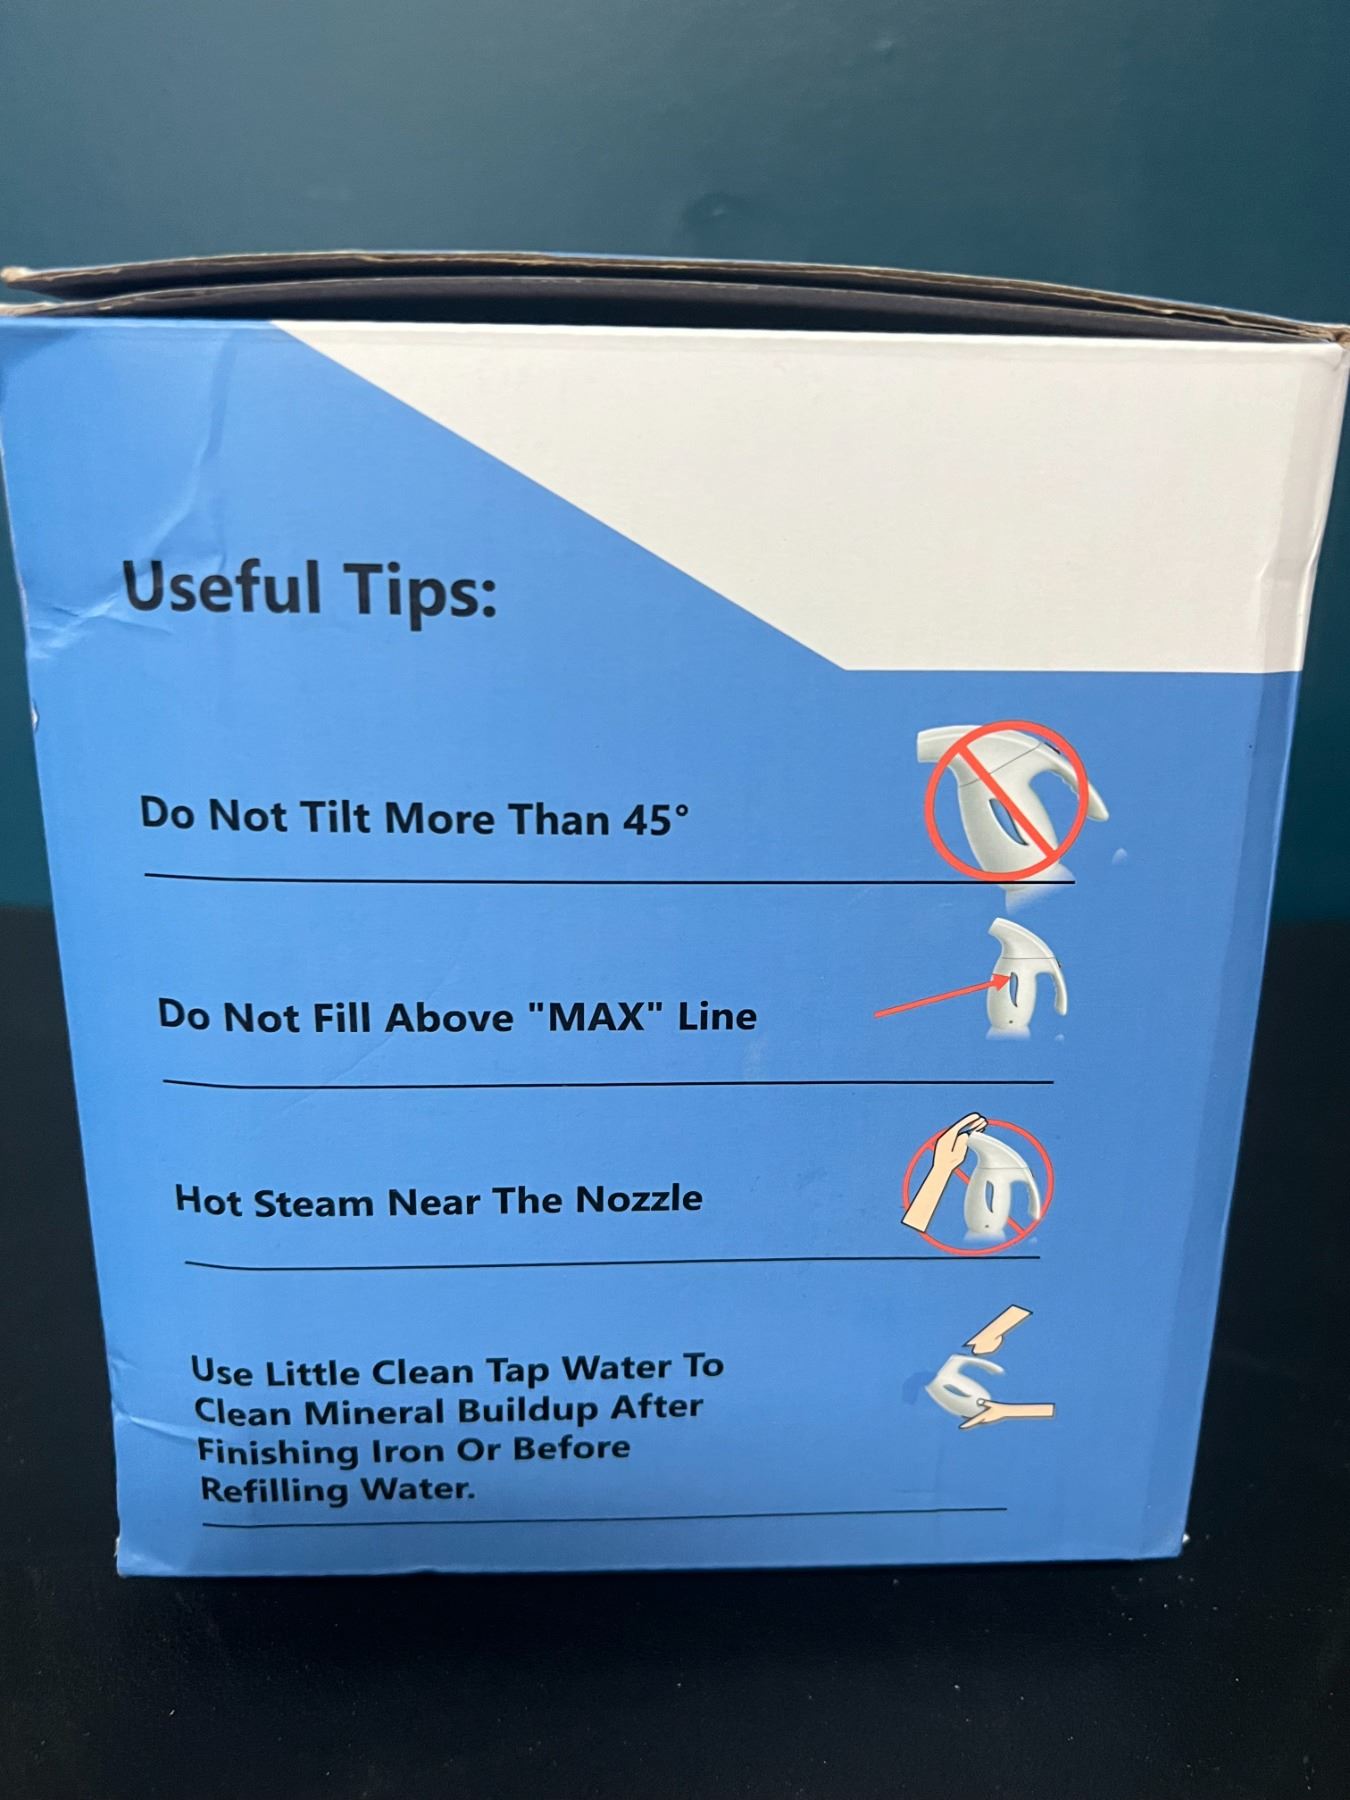 Useful Tips:
Do Not Tilt More Than 45°
Do Not Fill Above "MAX" Line
Hot Steam Near The Nozzle
Use Little Clean Tap Water To
Clean Mineral Buildup After
Finishing Iron Or Before
Refilling Water.